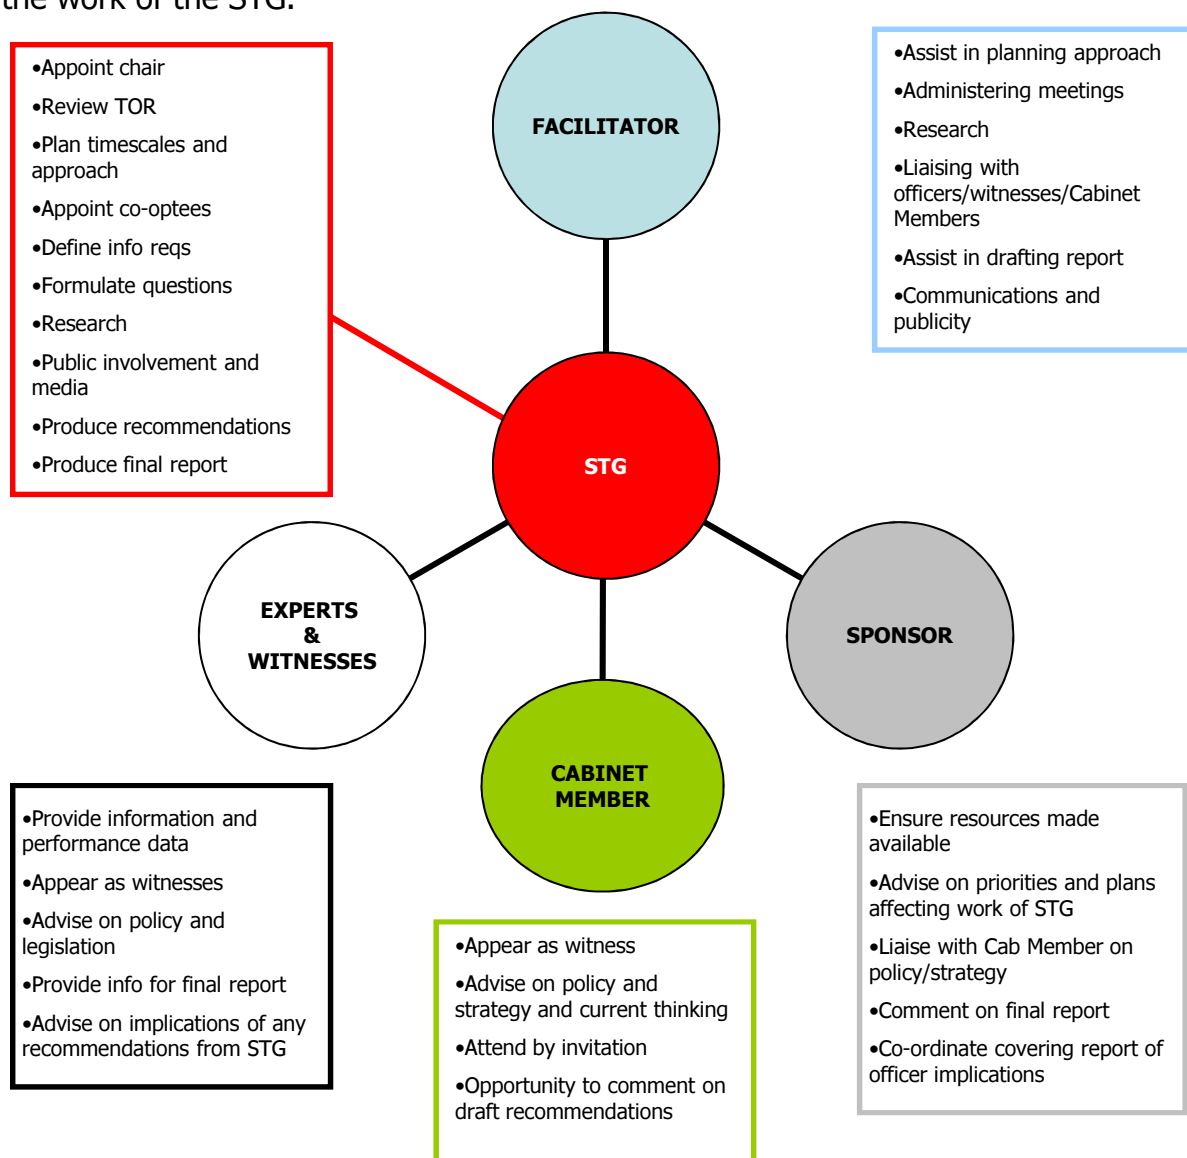 the work of the STG.
•Appoint chair
•Review TOR
•Plan timescales and
approach
•Appoint co-optees
•Define info reqs
•Formulate questions
•Research
•Public involvement and
media
•Produce recommendations
•Produce final report
FACILITATOR
•Assist in planning approach
•Administering meetings
•Research
•Liaising with
officers/witnesses/Cabinet
Members
•Assist in drafting report
•Communications and
publicity
STG
EXPERTS
&
WITNESSES
SPONSOR
CABINET
MEMBER
•Provide information and
performance data
•Appear as witnesses
•Advise on policy and
legislation
•Provide info for final report
•Advise on implications of any
recommendations from STG
•Appear as witness
•Advise on policy and
strategy and current thinking
•Attend by invitation
•Opportunity to comment on
draft recommendations
•Ensure resources made
available
•Advise on priorities and plans
affecting work of STG
•Liaise with Cab Member on
policy/strategy
•Comment on final report
•Co-ordinate covering report of
officer implications